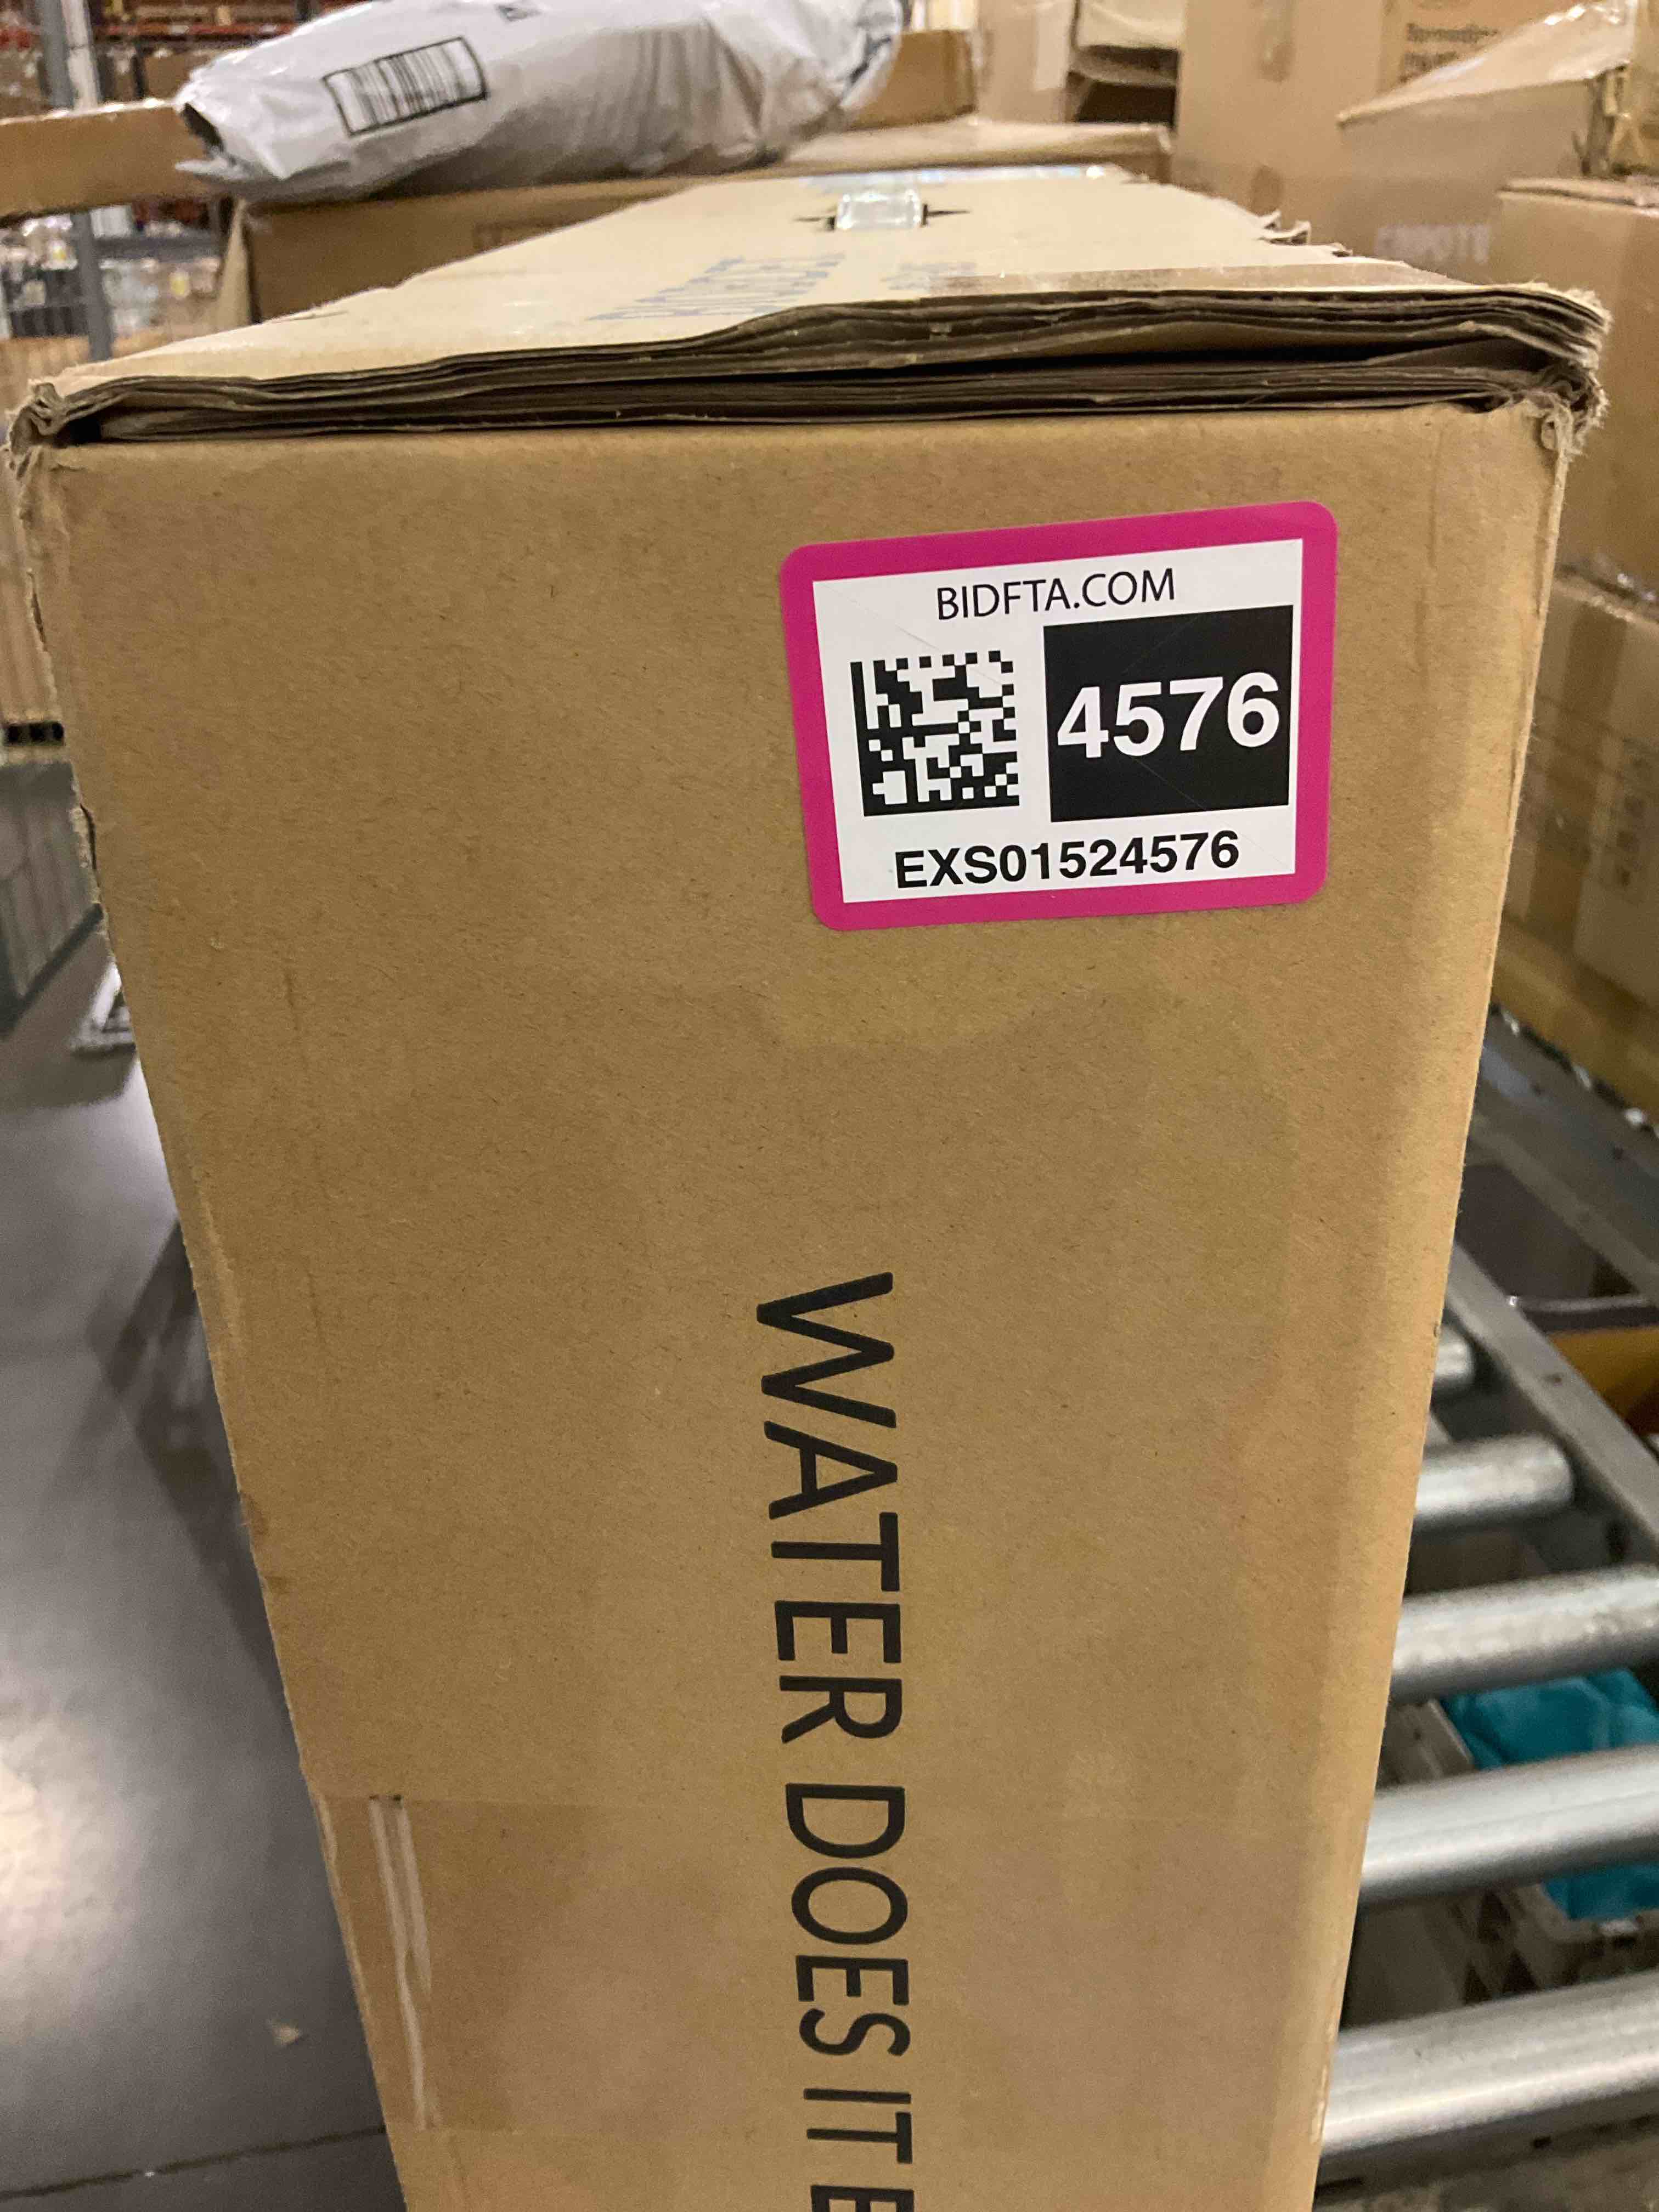 BIDFTA.COM
4576
EXS01524576
WATER DOES IT